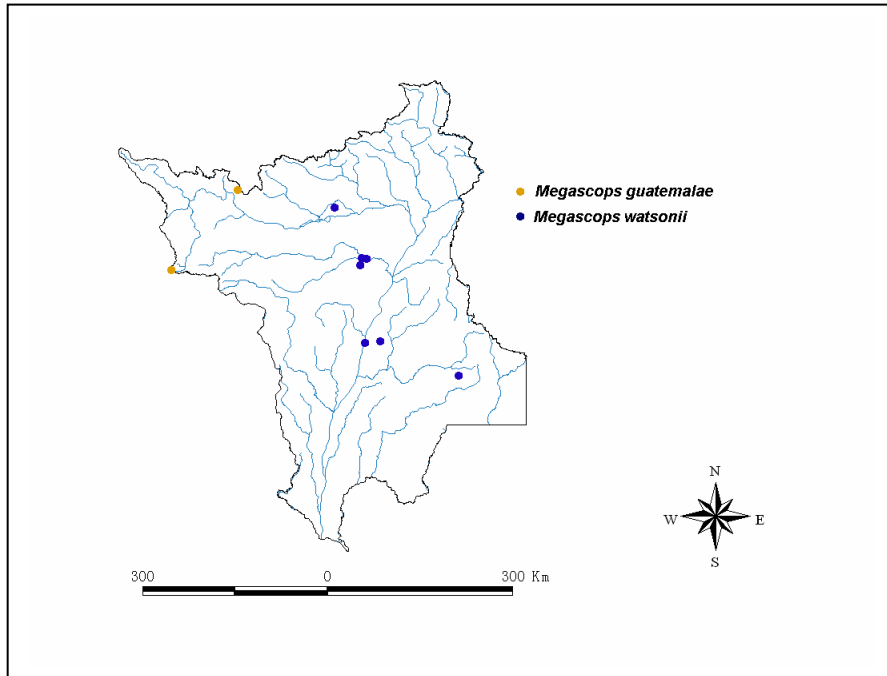 Megascops guatemalae
Megascops watsonii
N
W E
S
300 0 300 Km